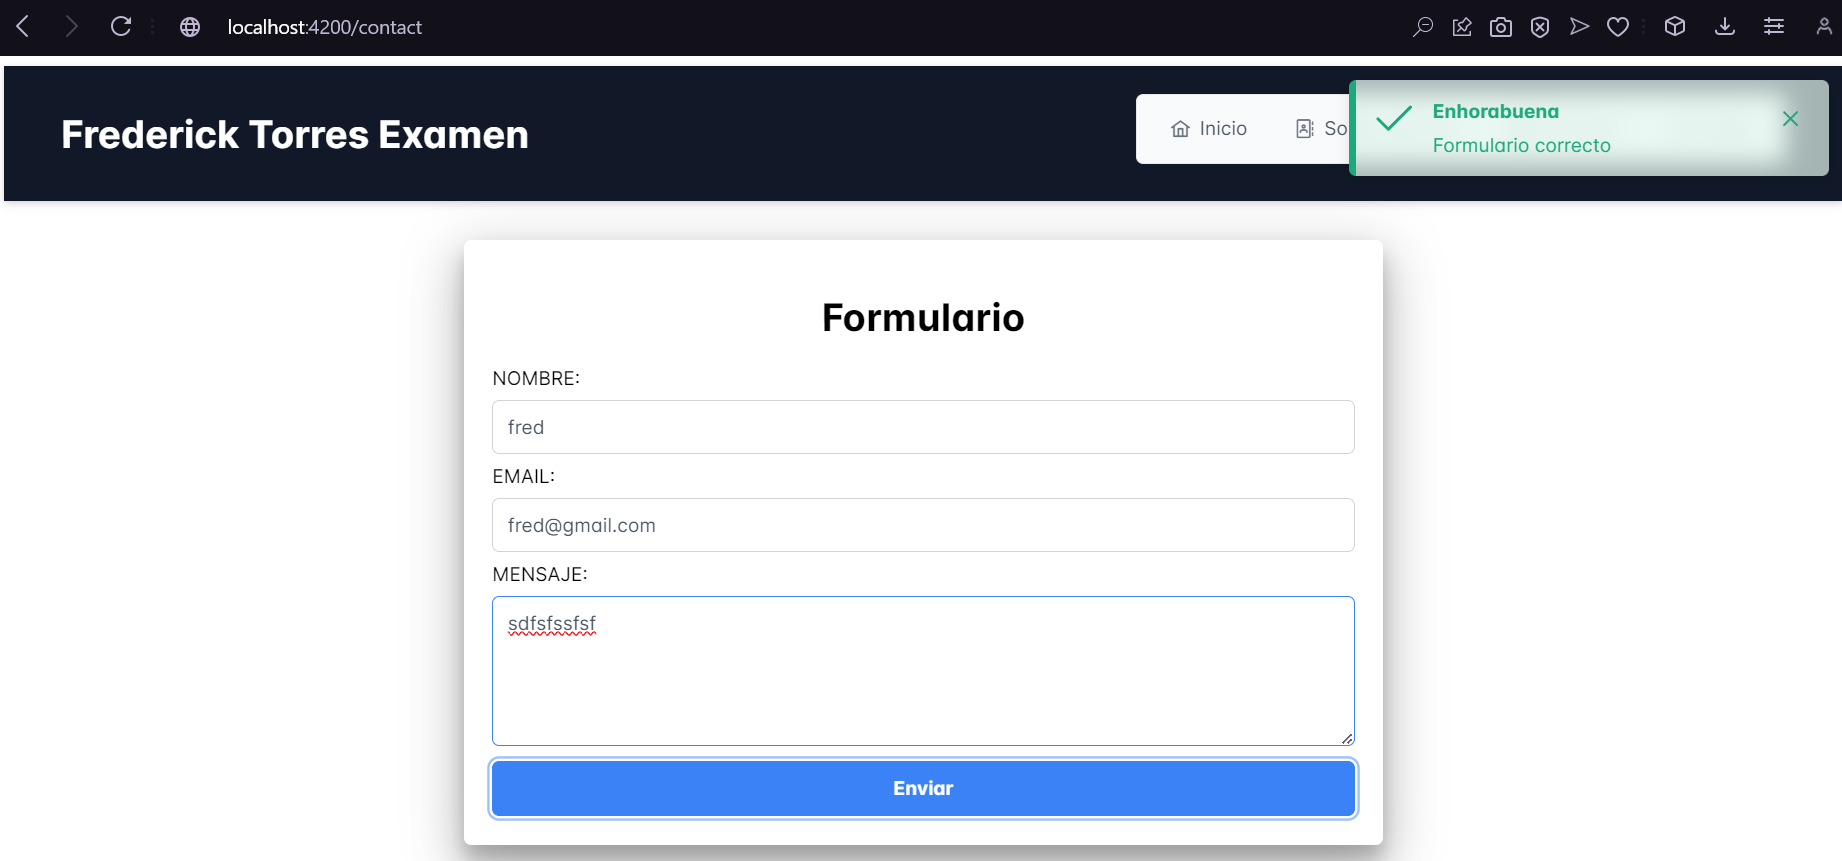 localhost:4200/contact
Frederick Torres Examen
Inicio
So
Enhorabuena
Formulario correcto
Formulario
NOMBRE:
fred
EMAIL:
fred@gmail.com
MENSAJE:
sdfsfssfsf
Enviar